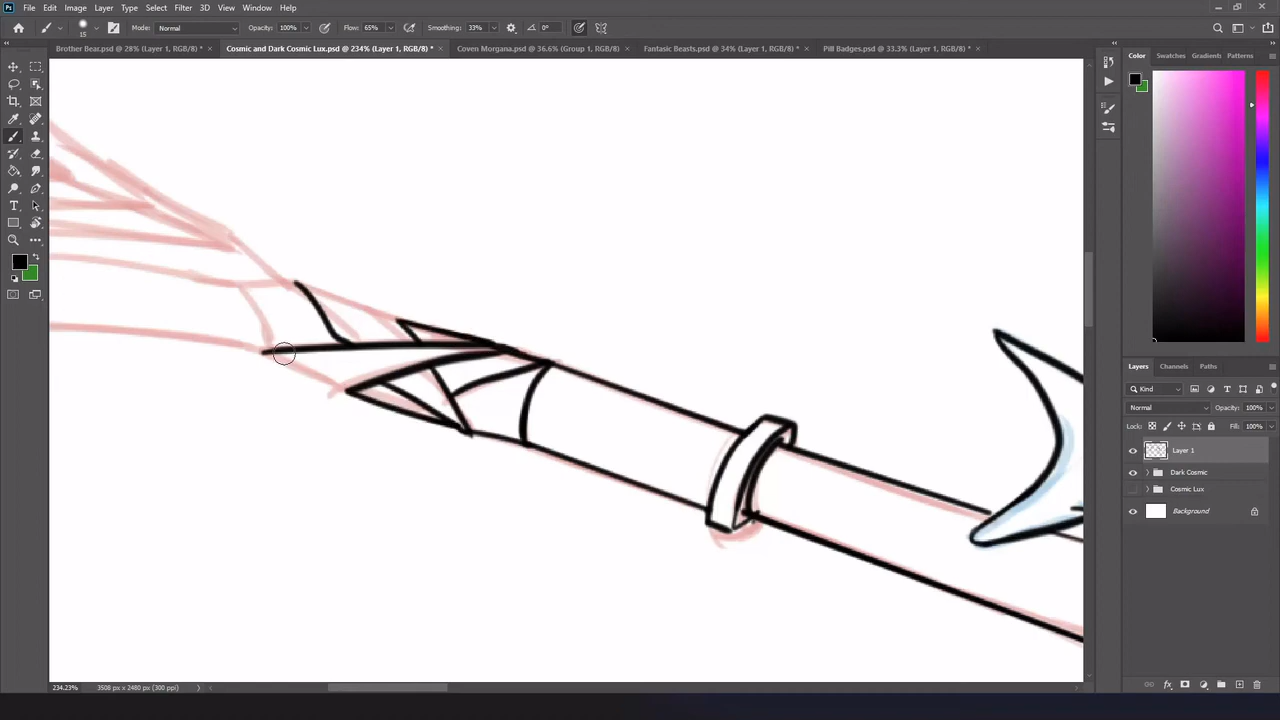 File Edit Image Layer Type Select Filter 3D View Window Help
15 Mode: Normal Opacity: 100% Flow: 65% Smoothing: 33% 0°
Brother Bear.psd @ 28% (Layer 1, RGB/8) * × Cosmic and Dark Cosmic Lux.psd @ 234% (Layer 1, RGB/8) * × Coven Morgana.psd @ 36.6% (Group 1, RGB/8) × Fantasic Beasts.psd @ 34% (Layer 1, RGB/8) * × Pill Badges.psd @ 33.3% (Layer 1, RGB/8) * ×
Color Swatches Gradients Patterns
Layers Channels Paths
Kind
Normal Opacity: 100%
Lock: Fill: 100%
Layer 1
Dark Cosmic
Cosmic Lux
Background
234.23% 3508 px x 2480 px (300 ppi)